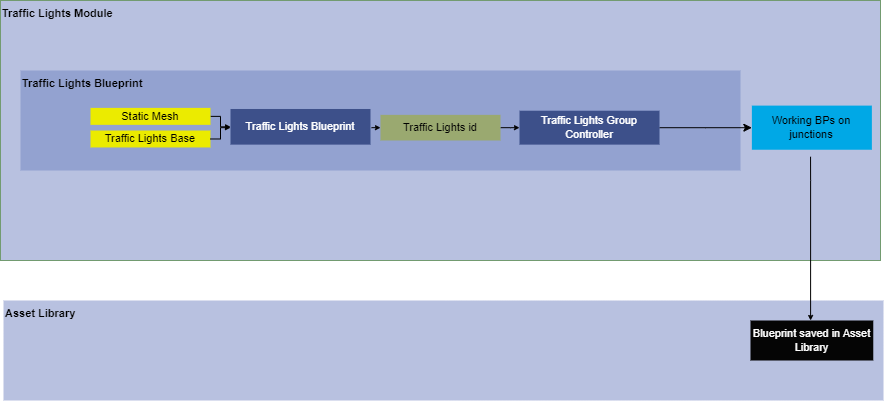 Traffic Lights Module
Traffic Lights Blueprint
Static Mesh
Traffic Lights Base
Traffic Lights Blueprint
Traffic Lights id
Traffic Lights Group
Controller
Working BPs on
junctions
Asset Library
Blueprint saved in Asset
Library